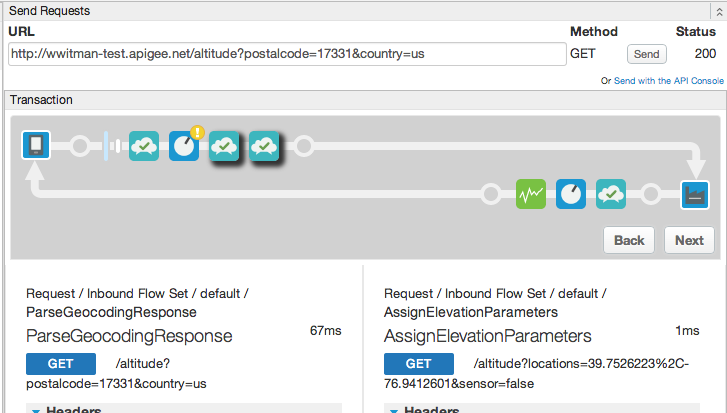 Send Requests
URL Method Status
http://wwitman-test.apigee.net/altitude?postalcode=17331&country=us GET Send 200
Or Send with the API Console
Transaction
!
Back Next
Request / Inbound Flow Set / default /
ParseGeocodingResponse
ParseGeocodingResponse 67ms
GET /altitude?
postalcode=17331&country=us
Headers
Request / Inbound Flow Set / default /
AssignElevationParameters
AssignElevationParameters 1ms
GET /altitude?locations=39.7526223%2C-
76.9412601&sensor=false
Headers